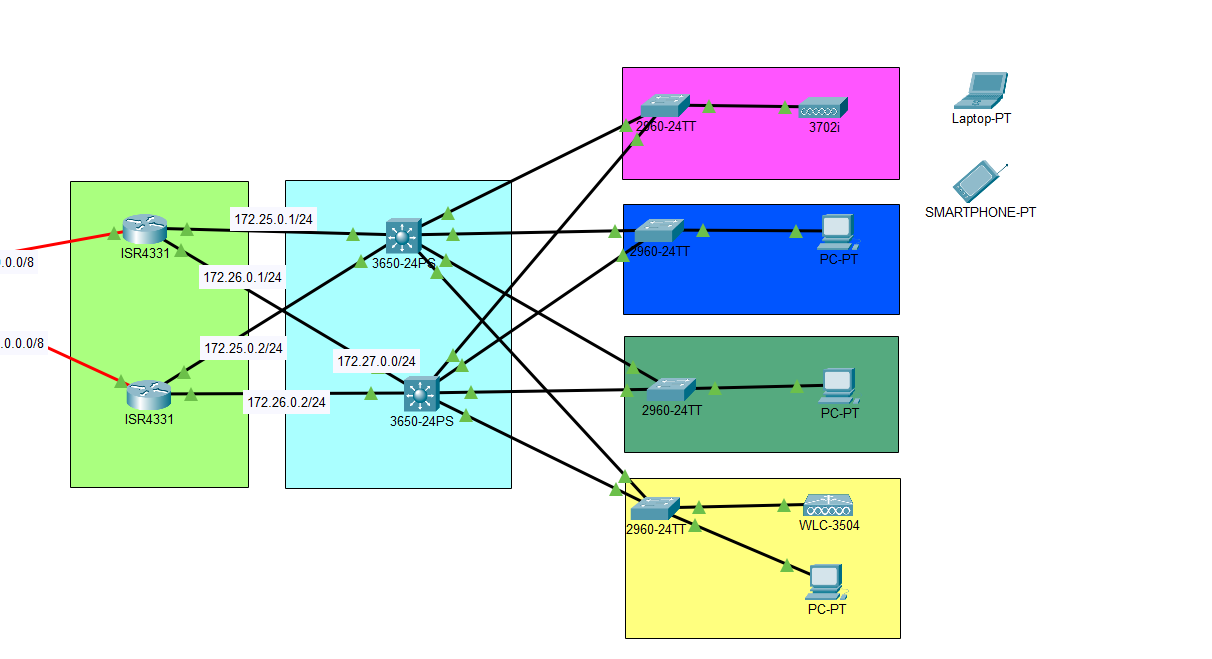 2960-24TT
3702i
Laptop-PT
SMARTPHONE-PT
172.25.0.1/24
ISR4331
.0.0/8
3650-24PS
2960-24TT
PC-PT
172.26.0.1/24
.0.0.0/8
172.25.0.2/24
172.27.0.0/24
ISR4331
172.26.0.2/24
3650-24PS
2960-24TT
PC-PT
2960-24TT
WLC-3504
PC-PT